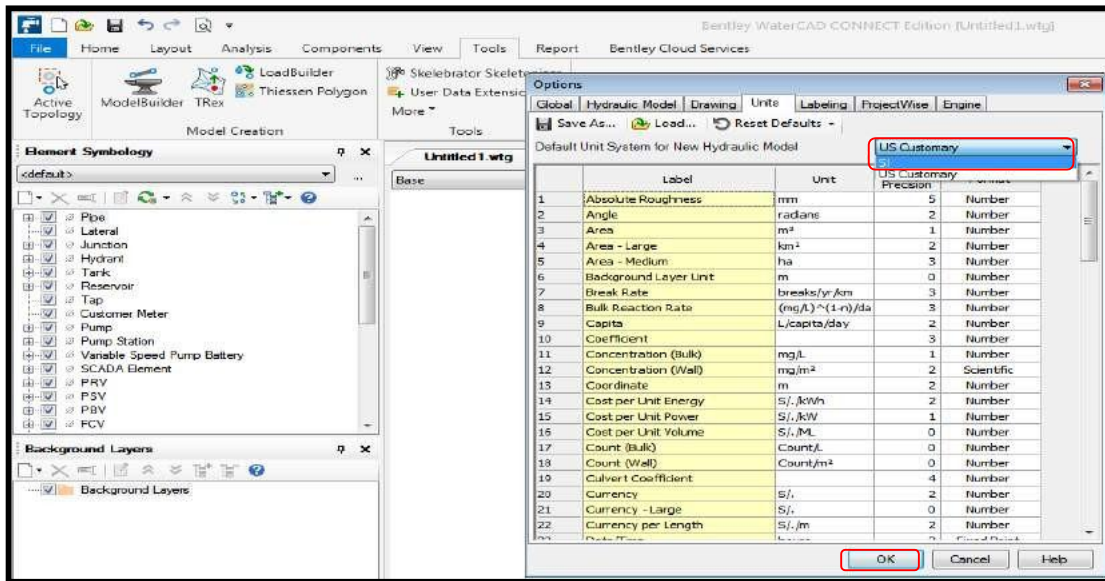 Bentley WaterCAD CONNECT Edition [Untitled1.wtg]
File Home Layout Analysis Components View Tools Report Bentley Cloud Services
Active Topology
ModelBuilder
TRex
LoadBuilder
Thiessen Polygon
Model Creation
Skelebrator
User Data Extensio
More
Tools
Element Symbology
<default>
Pipe
Lateral
Junction
Hydrant
Tank
Reservoir
Tap
Customer Meter
Pump
Pump Station
Variable Speed Pump Battery
SCADA Element
PRV
PSV
PBV
FCV
Background Layers
Background Layers
Untitled1.wtg
Base
Options
Global Hydraulic Model Drawing Units Labeling ProjectWise Engine
Save As... Load... Reset Defaults
Default Unit System for New Hydraulic Model US Customary
SI
US Customary
Label Unit Precision Format
1 Absolute Roughness mm 5 Number
2 Angle radians 2 Number
3 Area m² 1 Number
4 Area - Large km² 2 Number
5 Area - Medium ha 3 Number
6 Background Layer Unit m 0 Number
7 Break Rate breaks/yr/km 3 Number
8 Bulk Reaction Rate (mg/L)^(1-n)/da 3 Number
9 Capita L/capita/day 2 Number
10 Coefficient 3 Number
11 Concentration (Bulk) mg/L 1 Number
12 Concentration (Wall) mg/m² 2 Scientific
13 Coordinate m 2 Number
14 Cost per Unit Energy S/./kWh 2 Number
15 Cost per Unit Power S/./kW 1 Number
16 Cost per Unit Volume S/./ML 0 Number
17 Count (Bulk) Count/L 0 Number
18 Count (Wall) Count/m² 0 Number
19 Culvert Coefficient 4 Number
20 Currency S/. 2 Number
21 Currency - Large S/. 0 Number
22 Currency per Length S/./m 2 Number
OK Cancel Help